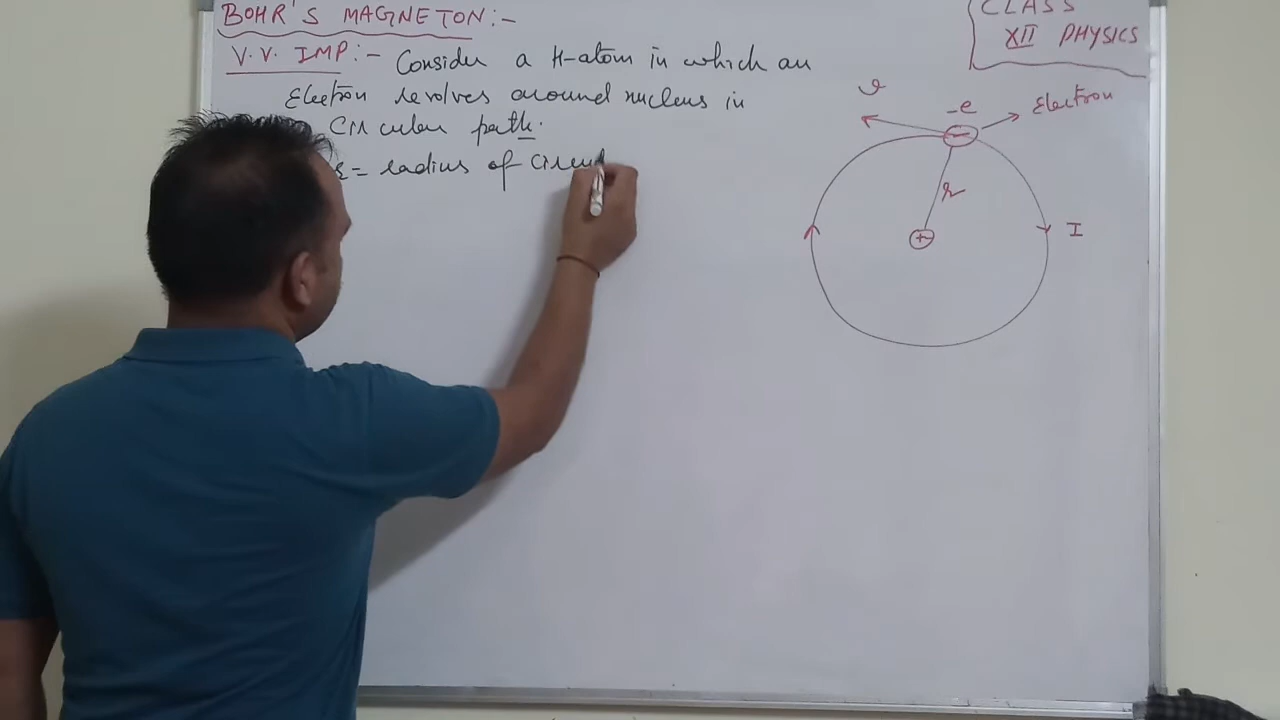 BOHR'S MAGNETON:-
CLASS
XII PHYSICS
V.V. IMP:- Consider a H-atom in which an
Electron revolves around nucleus in
Circular path.
r = radius of
v
-e
Electron
r
+
I